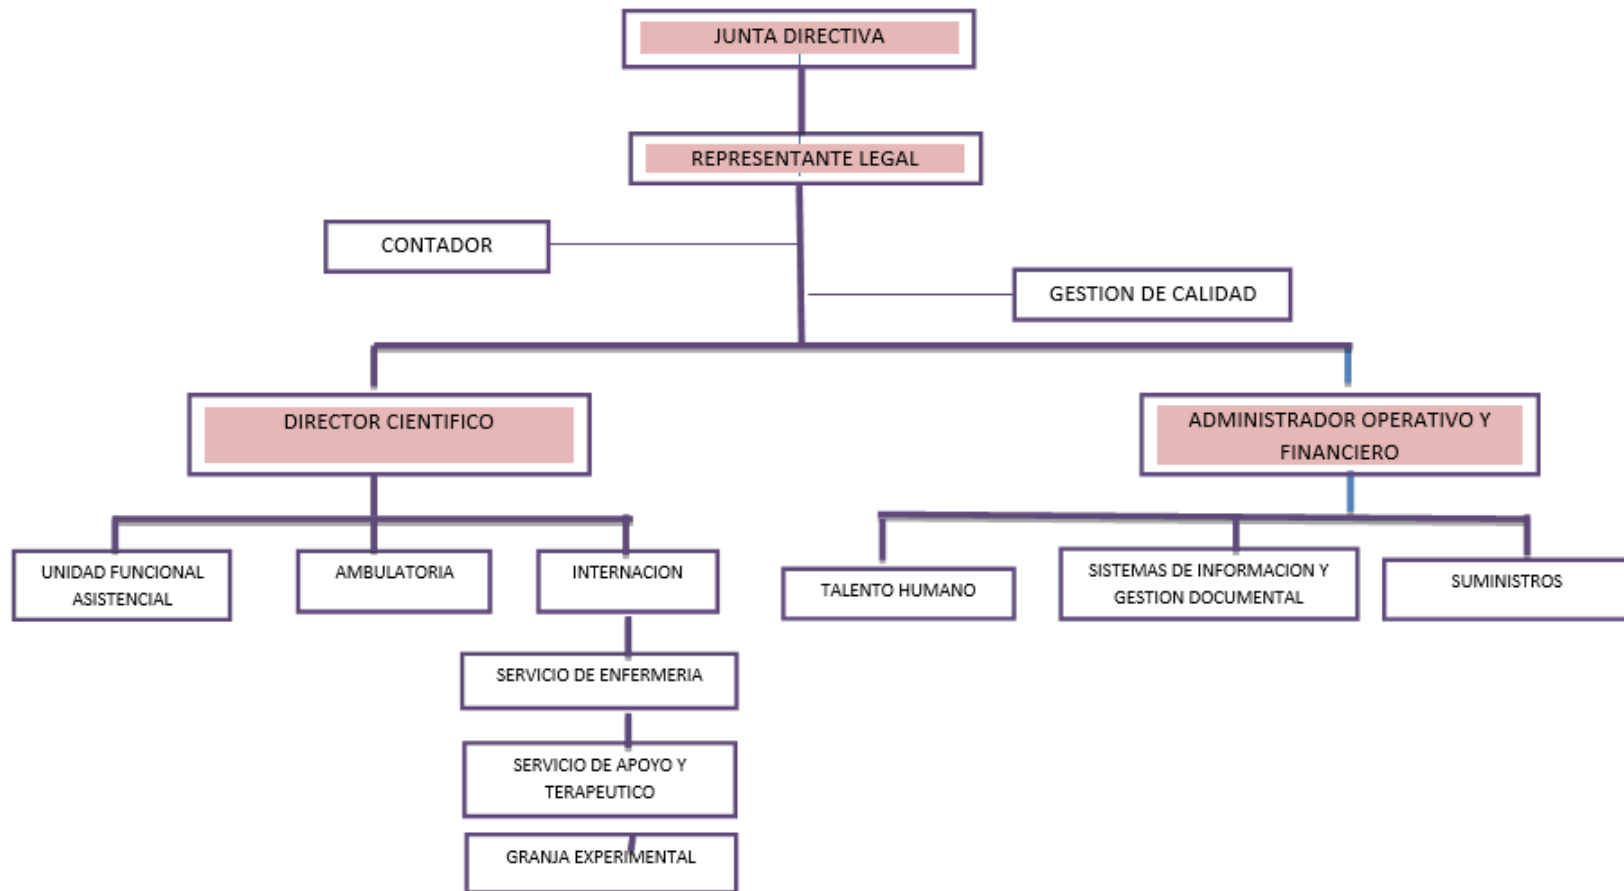 JUNTA DIRECTIVA
REPRESENTANTE LEGAL
CONTADOR
GESTION DE CALIDAD
DIRECTOR CIENTIFICO
ADMINISTRADOR OPERATIVO Y
FINANCIERO
UNIDAD FUNCIONAL
ASISTENCIAL
AMBULATORIA
INTERNACION
TALENTO HUMANO
SISTEMAS DE INFORMACION Y
GESTION DOCUMENTAL
SUMINISTROS
SERVICIO DE ENFERMERIA
SERVICIO DE APOYO Y
TERAPEUTICO
GRANJA EXPERIMENTAL